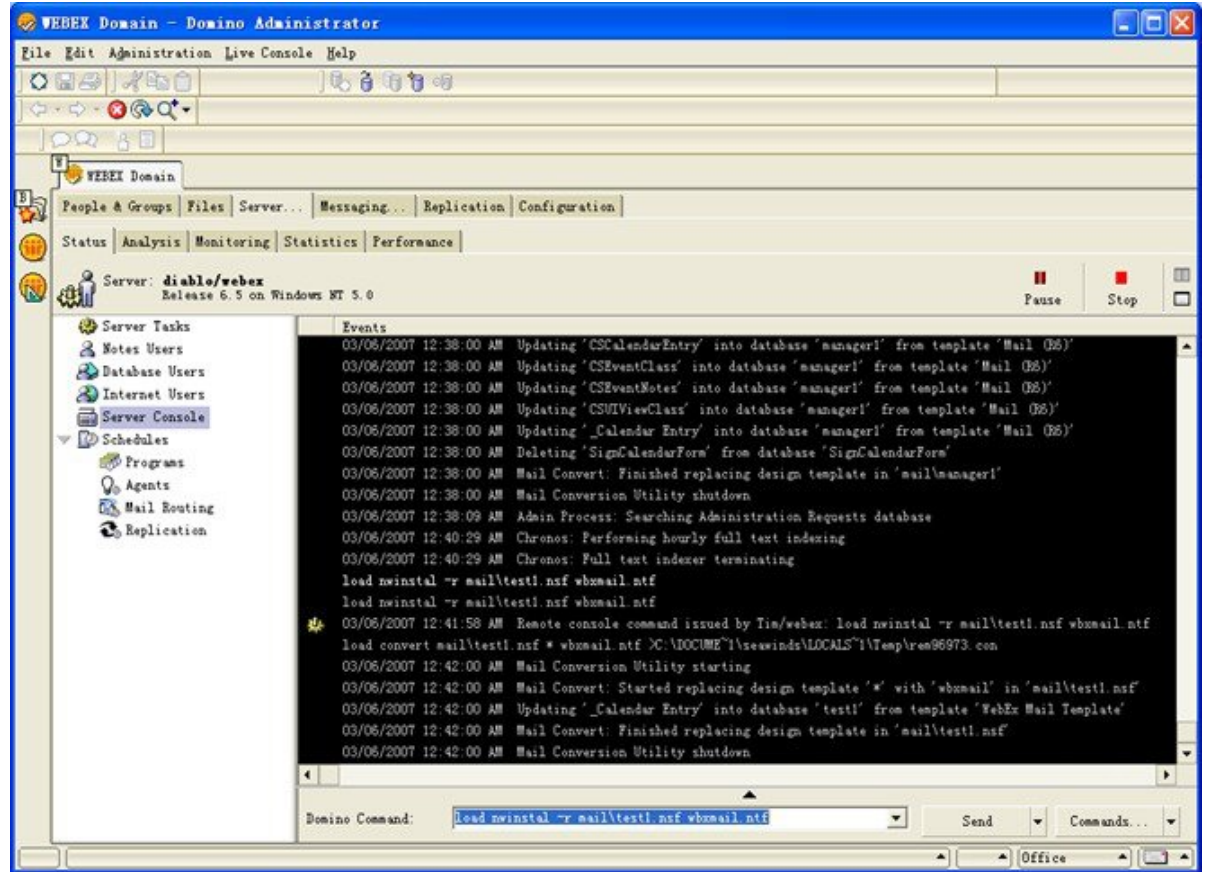 WEBEX Domain - Domino Administrator
File Edit Administration Live Console Help
W
WEBEX Domain
B
People & Groups Files Server... Messaging... Replication Configuration
Status Analysis Monitoring Statistics Performance
Server: diablo/webex
Release 6.5 on Windows NT 5.0
Pause Stop
Server Tasks
Notes Users
Database Users
Internet Users
Server Console
Schedules
Programs
Agents
Mail Routing
Replication
Events
03/06/2007 12:38:00 AM Updating 'CSCalendarEntry' into database 'manager1' from template 'Mail (R6)'
03/06/2007 12:38:00 AM Updating 'CSEventClass' into database 'manager1' from template 'Mail (R6)'
03/06/2007 12:38:00 AM Updating 'CSEventNotes' into database 'manager1' from template 'Mail (R6)'
03/06/2007 12:38:00 AM Updating 'CSUIViewClass' into database 'manager1' from template 'Mail (R6)'
03/06/2007 12:38:00 AM Updating '_Calendar Entry' into database 'manager1' from template 'Mail (R6)'
03/06/2007 12:38:00 AM Deleting 'SignCalendarForm' from database 'SignCalendarForm'
03/06/2007 12:38:00 AM Mail Convert: Finished replacing design template in 'mail\manager1'
03/06/2007 12:38:00 AM Mail Conversion Utility shutdown
03/06/2007 12:38:09 AM Admin Process: Searching Administration Requests database
03/06/2007 12:40:29 AM Chronos: Performing hourly full text indexing
03/06/2007 12:40:29 AM Chronos: Full text indexer terminating
load nwinstal -r mail\test1.nsf wbxmail.ntf
load nwinstal -r mail\test1.nsf wbxmail.ntf
03/06/2007 12:41:58 AM Remote console command issued by Tim/webex: load nwinstal -r mail\test1.nsf wbxmail.ntf
load convert mail\test1.nsf * wbxmail.ntf >C:\DOCUME~1\seawinds\LOCALS~1\Temp\rem96973.con
03/06/2007 12:42:00 AM Mail Conversion Utility starting
03/06/2007 12:42:00 AM Mail Convert: Started replacing design template '*' with 'wbxmail' in 'mail\test1.nsf'
03/06/2007 12:42:00 AM Updating '_Calendar Entry' into database 'test1' from template 'WebEx Mail Template'
03/06/2007 12:42:00 AM Mail Convert: Finished replacing design template in 'mail\test1.nsf'
03/06/2007 12:42:00 AM Mail Conversion Utility shutdown
Domino Command: load nwinstal -r mail\test1.nsf wbxmail.ntf Send Commands...
Office